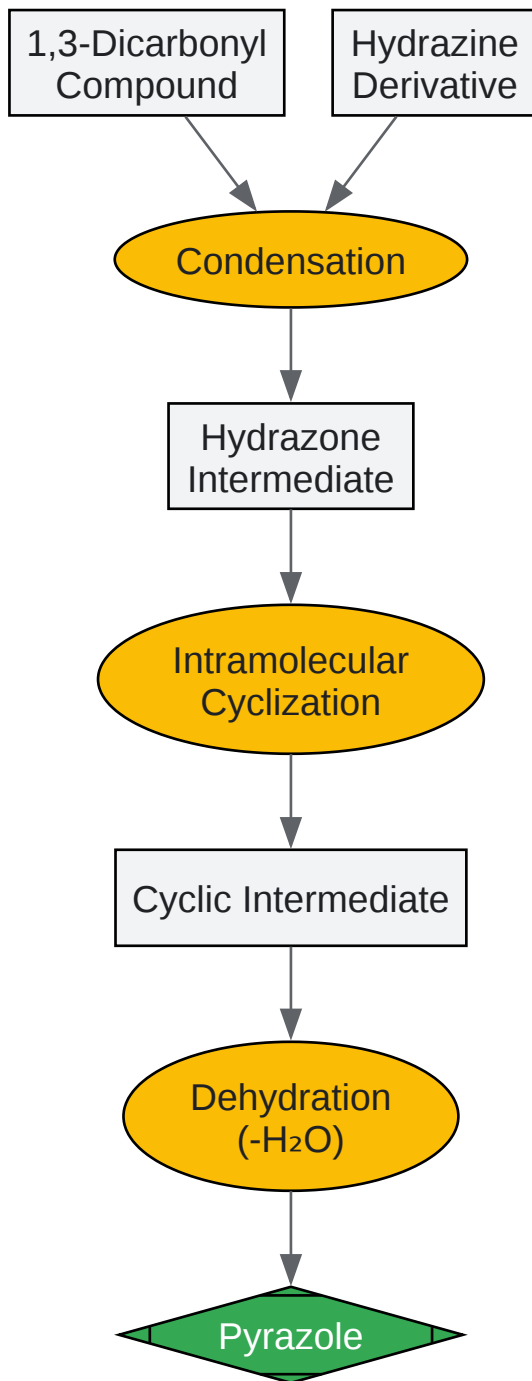 1,3-Dicarbonyl
Compound
Hydrazine
Derivative
Condensation
Hydrazone
Intermediate
Intramolecular
Cyclization
Cyclic Intermediate
Dehydration
(-H₂O)
Pyrazole